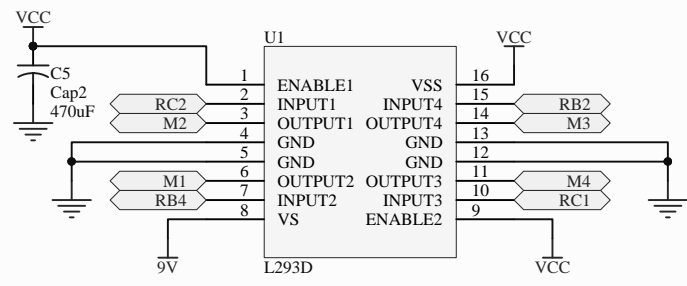 VCC
U1
VCC
C5
Cap2
470uF
1 ENABLE1 VSS 16
RC2 2 INPUT1 INPUT4 15 RB2
M2 3 OUTPUT1 OUTPUT4 14 M3
4 GND GND 13
5 GND GND 12
M1 6 OUTPUT2 OUTPUT3 11 M4
RB4 7 INPUT2 INPUT3 10 RC1
8 VS ENABLE2 9
9V
L293D
VCC